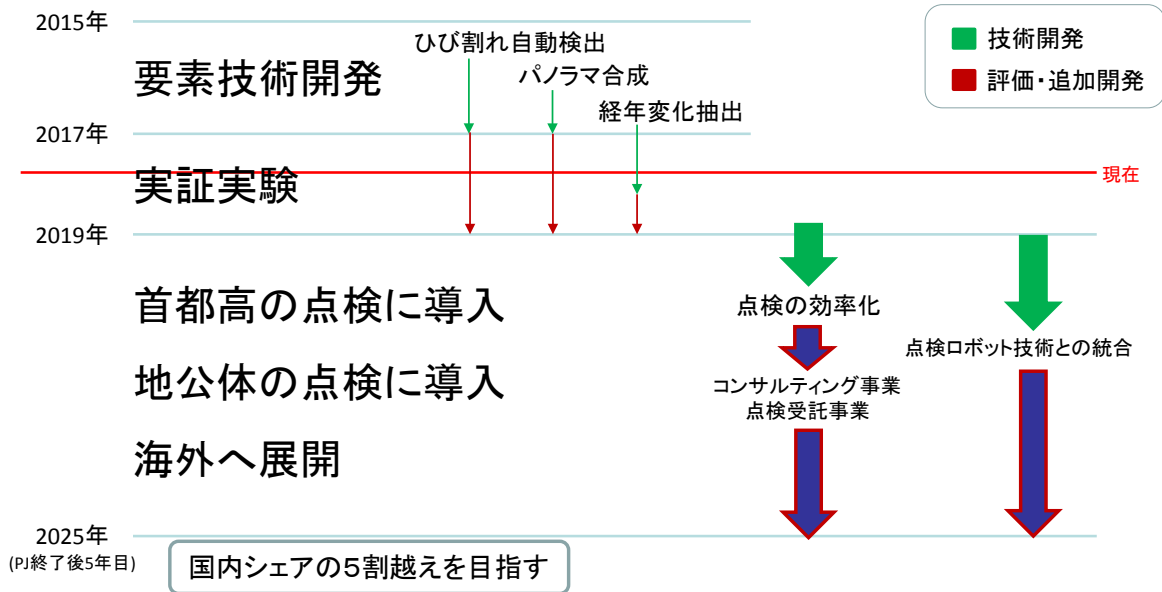 2015年
ひび割れ自動検出
技術開発
要素技術開発
パノラマ合成
評価・追加開発
経年変化抽出
2017年
実証実験
現在
2019年
首都高の点検に導入
点検の効率化
点検ロボット技術との統合
地公体の点検に導入
コンサルティング事業
点検受託事業
海外へ展開
2025年
(PJ終了後5年目)
国内シェアの５割越えを目指す